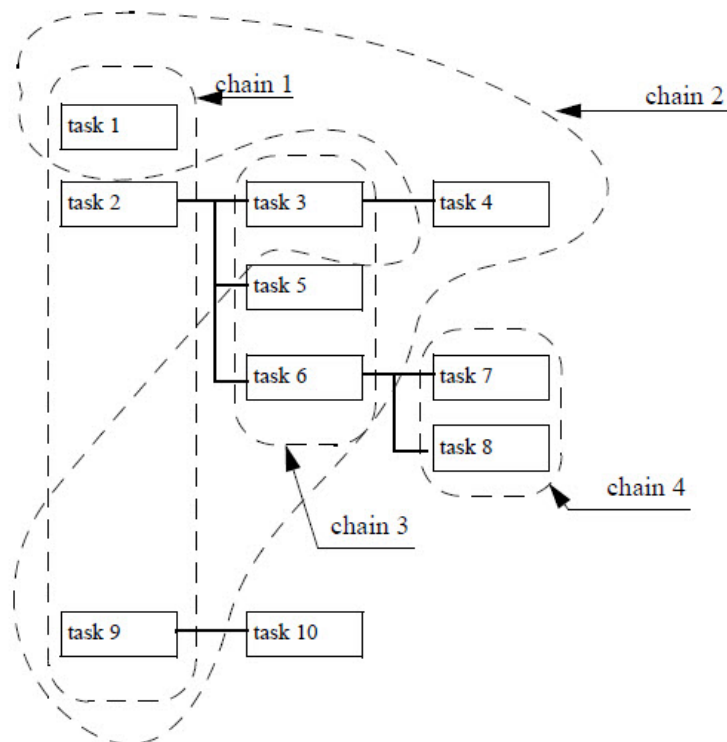 chain 1
chain 2
task 1
task 2
task 3
task 4
task 5
task 6
task 7
task 8
chain 4
chain 3
task 9
task 10